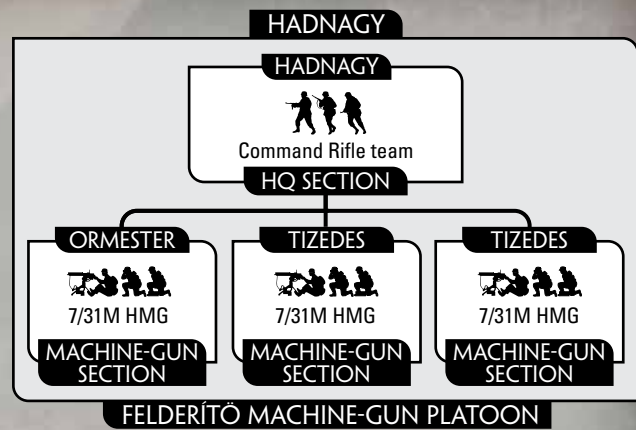 HADNAGY
HADNAGY
Command Rifle team
HQ SECTION
ORMESTER
TIZEDES
TIZEDES
7/31M HMG
7/31M HMG
7/31M HMG
MACHINE-GUN
SECTION
MACHINE-GUN
SECTION
MACHINE-GUN
SECTION
FELDERÍTÖ MACHINE-GUN PLATOON